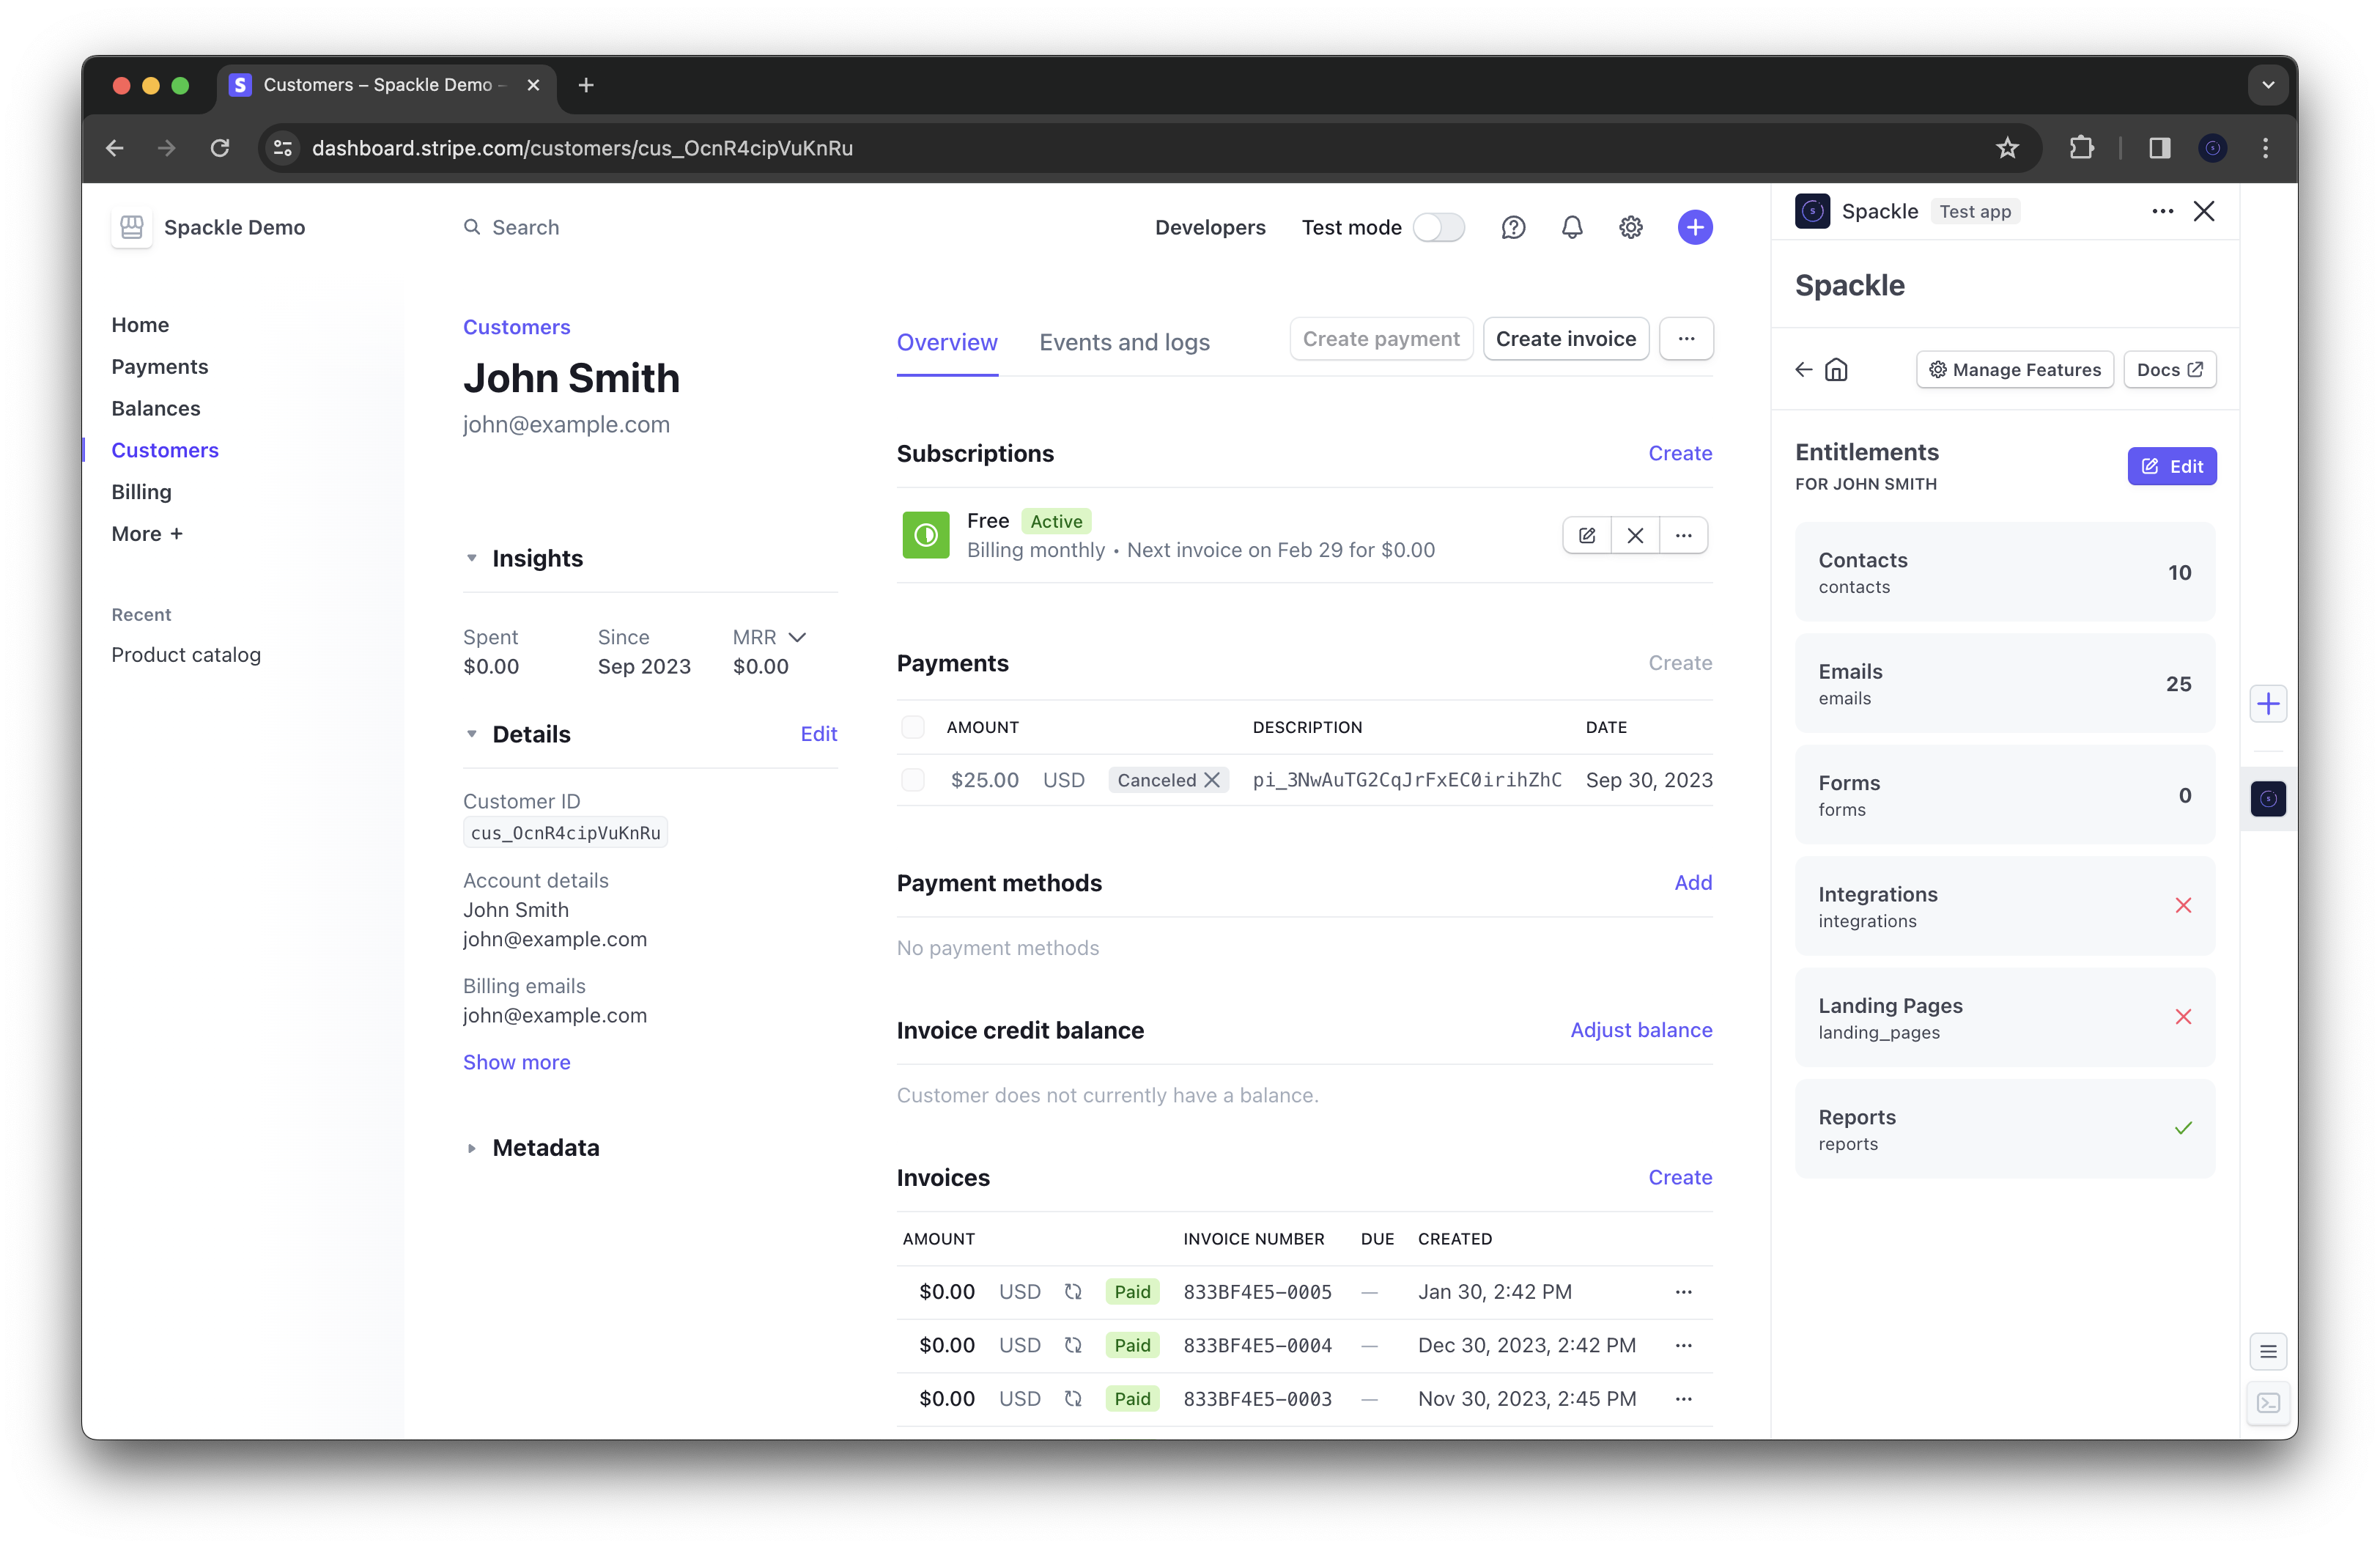 Customers – Spackle Demo –
dashboard.stripe.com/customers/cus_OcnR4cipVuKnRu
Spackle Demo
Search
Developers
Test mode
Home
Payments
Balances
Customers
Billing
More +
Recent
Product catalog
Customers
John Smith
john@example.com
Insights
Spent
$0.00
Since
Sep 2023
MRR
$0.00
Details
Edit
Customer ID
cus_OcnR4cipVuKnRu
Account details
John Smith
john@example.com
Billing emails
john@example.com
Show more
Metadata
Overview
Events and logs
Create payment
Create invoice
Subscriptions
Create
Free Active
Billing monthly • Next invoice on Feb 29 for $0.00
Payments
Create
AMOUNT DESCRIPTION DATE
$25.00 USD Canceled pi_3NwAuTG2CqJrFxEC0irihZhC Sep 30, 2023
Payment methods
Add
No payment methods
Invoice credit balance
Adjust balance
Customer does not currently have a balance.
Invoices
Create
AMOUNT INVOICE NUMBER DUE CREATED
$0.00 USD Paid 833BF4E5–0005 — Jan 30, 2:42 PM
$0.00 USD Paid 833BF4E5–0004 — Dec 30, 2023, 2:42 PM
$0.00 USD Paid 833BF4E5–0003 — Nov 30, 2023, 2:45 PM
Spackle Test app
Spackle
Manage Features
Docs
Entitlements
FOR JOHN SMITH
Edit
Contacts
contacts
10
Emails
emails
25
Forms
forms
0
Integrations
integrations
Landing Pages
landing_pages
Reports
reports